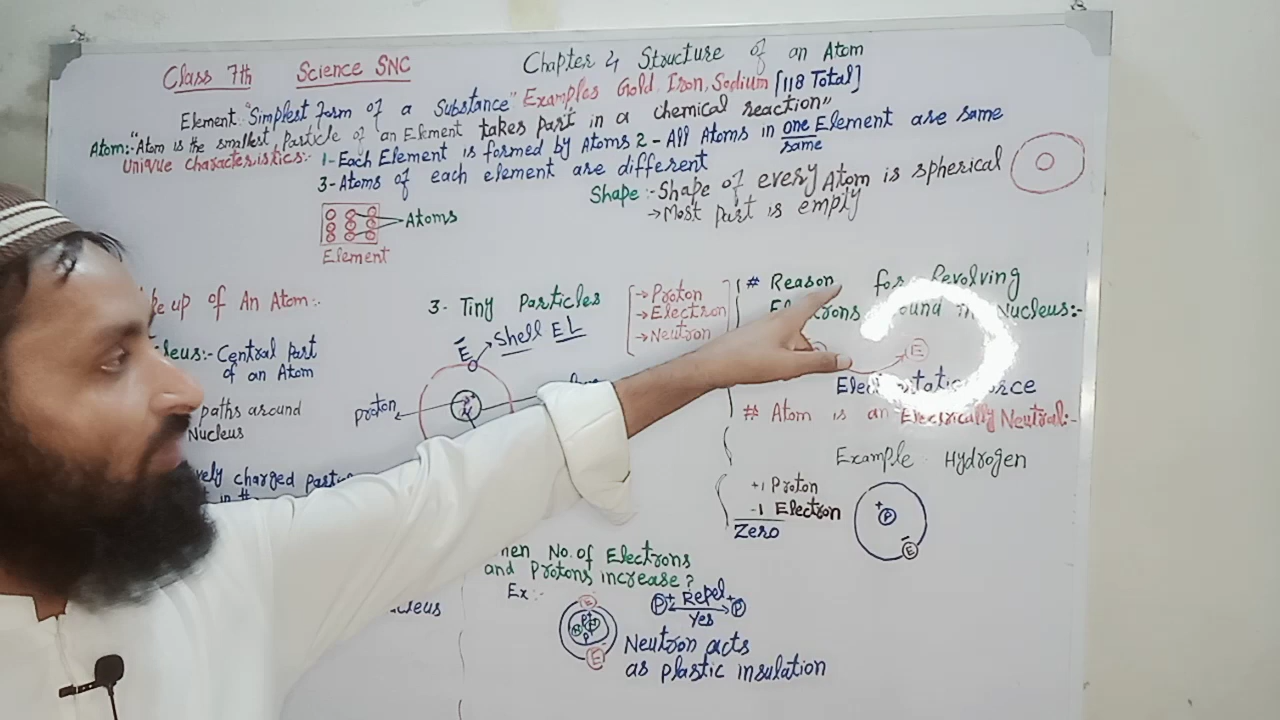 Class 7th Science SNC
Chapter 4 Structure of an Atom
Element: "Simplest form of a Substance" Examples Gold, Iron, Sodium [118 Total]
Atom:- "Atom is the smallest Particle of an Element takes part in a chemical reaction"
Unique characteristics:- 1- Each Element is formed by Atoms 2- All Atoms in one Element are same
same
3- Atoms of each element are different
Shape:- Shape of every Atom is spherical
→ Most part is empty
Atoms
Element
up of An Atom:-
:- Central Part
of an Atom
paths around
Nucleus
charged
in
3- Tiny Particles
→ Proton
→ Electron
→ Neutron
Ē
Shell EL
proton
# Reason for Revolving
Nucleus:-
E
# Atom is an Electrically Neutral:-
Example Hydrogen
+1 Proton
-1 Electron
Zero
+
P
-
E
No. of Electrons
and Protons increase?
Ex:-
E
E
P+ Repel +P
Yes
Neutron acts
as plastic insulation